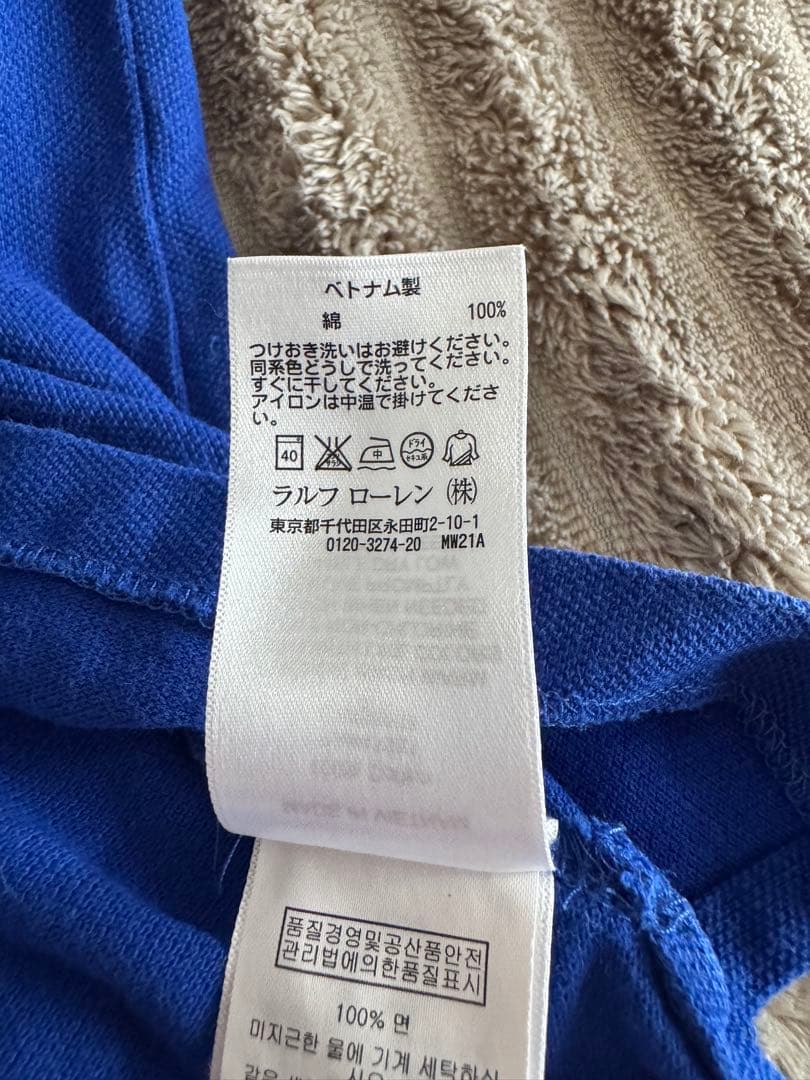 ベトナム製
綿 100%
つけおき洗いはお避けください。
同系色どうしで洗ってください。
すぐに干してください。
アイロンは中温で掛けてくださ
い。
40 中 ドライ セキユ系
ラルフ ローレン (株)
東京都千代田区永田町2-10-1
0120-3274-20 MW21A
품질경영및공산품안전
관리법에의한품질표시
100% 면
미지근한 물에 기계 세탁하십